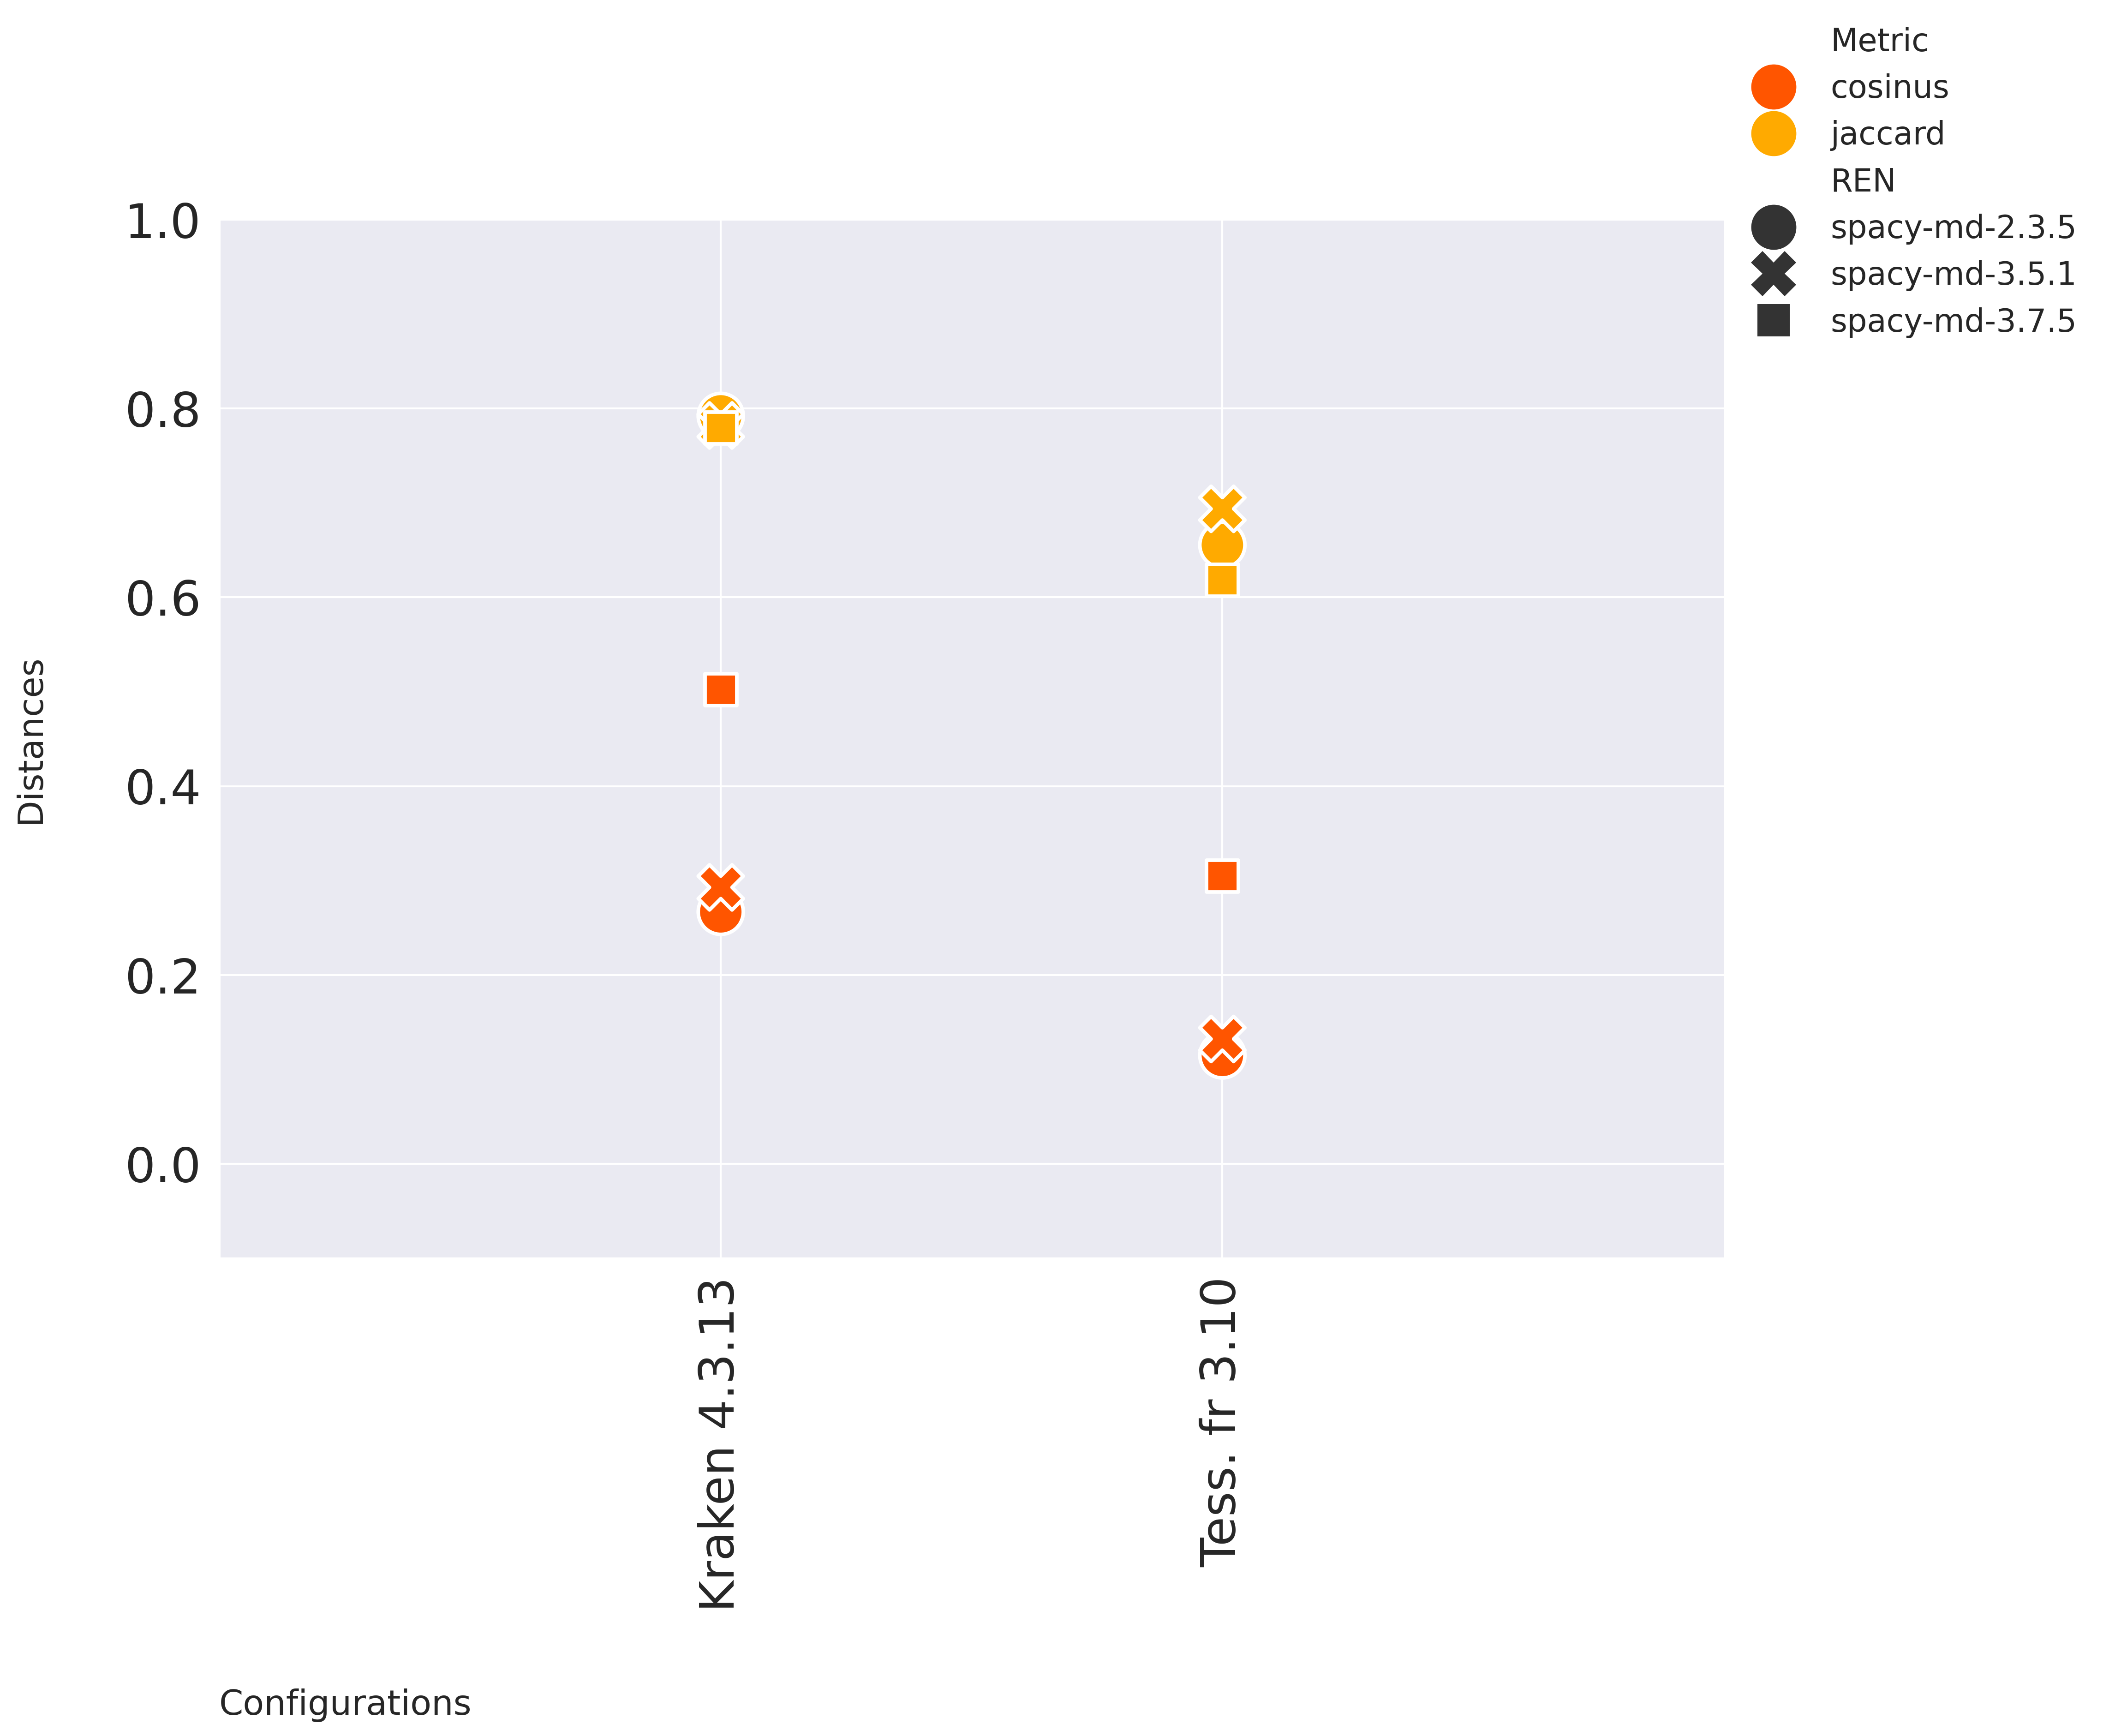 Metric
cosinus
jaccard
REN
spacy-md-2.3.5
spacy-md-3.5.1
spacy-md-3.7.5
1.0
0.8
0.6
0.4
0.2
0.0
Distances
Kraken 4.3.13
Tess. fr 3.10
Configurations